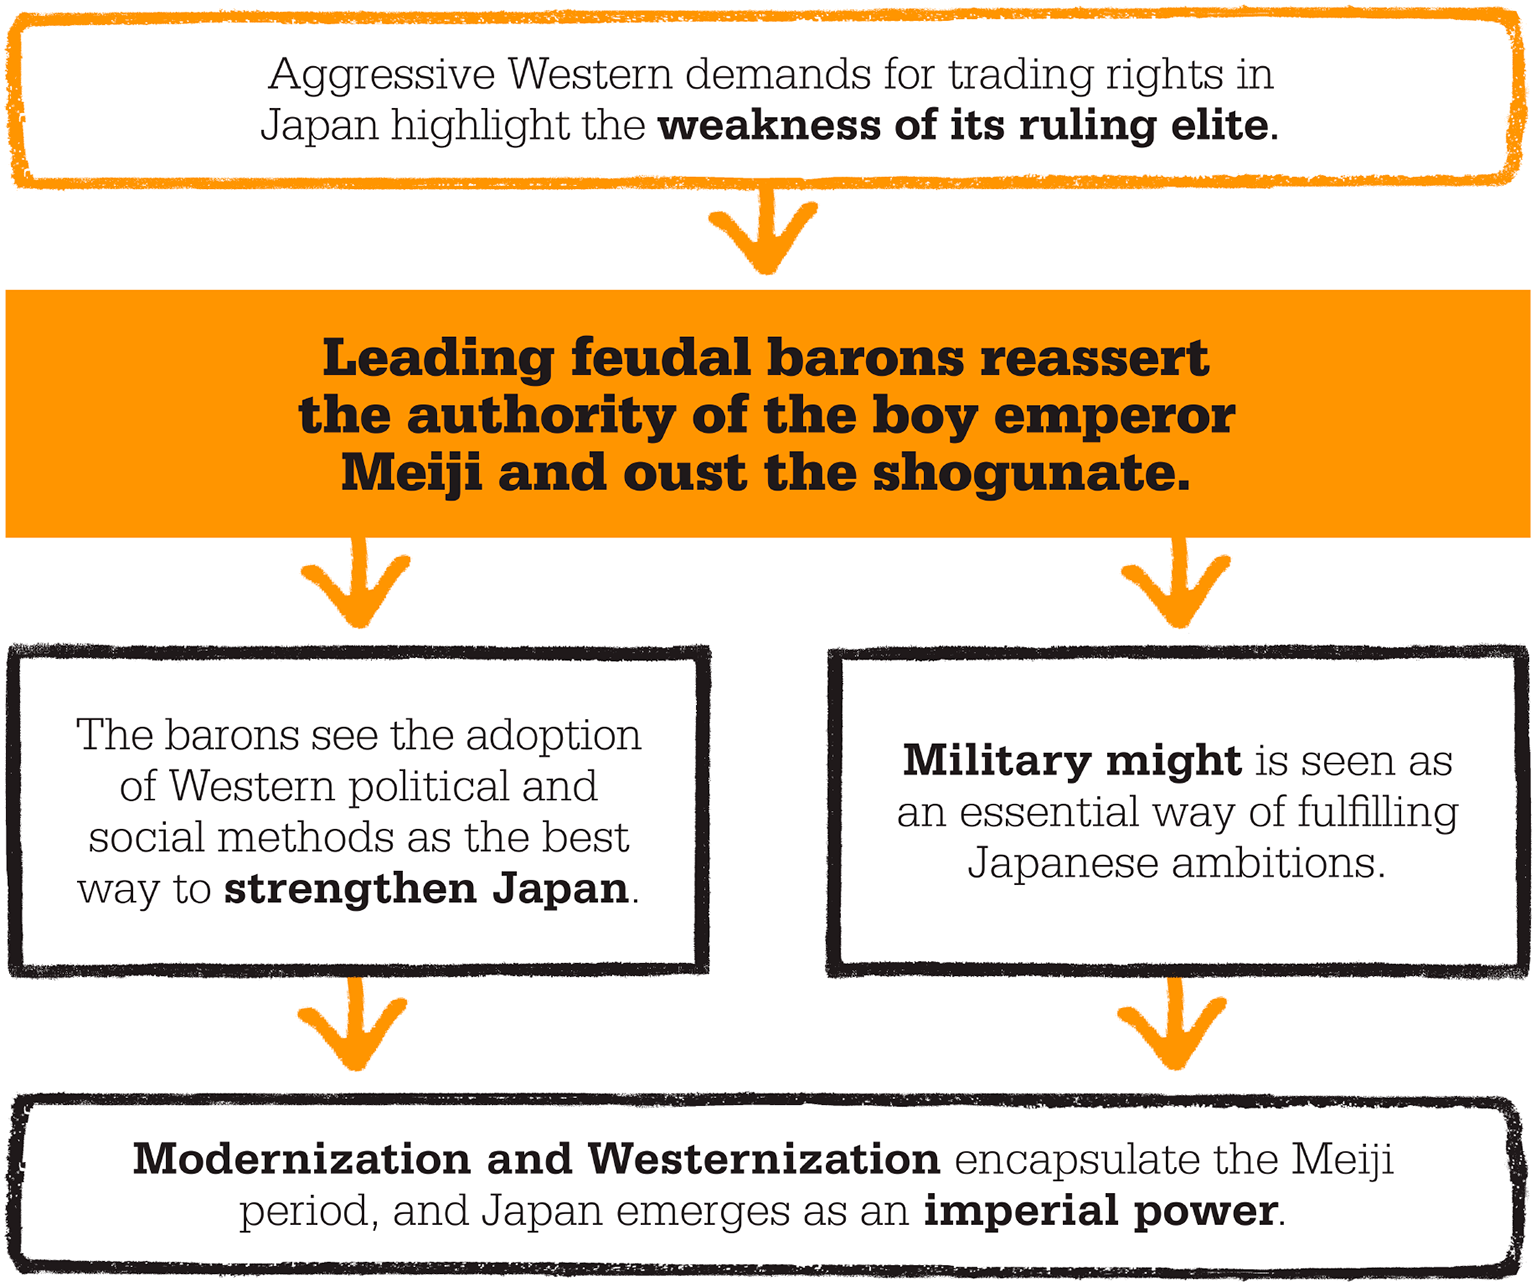 Aggressive Western demands for trading rights in
Japan highlight the weakness of its ruling elite.
Leading feudal barons reassert
the authority of the boy emperor
Meiji and oust the shogunate.
The barons see the adoption
of Western political and
social methods as the best
way to strengthen Japan.
Military might is seen as
an essential way of fulfilling
Japanese ambitions.
Modernization and Westernization encapsulate the Meiji
period, and Japan emerges as an imperial power.